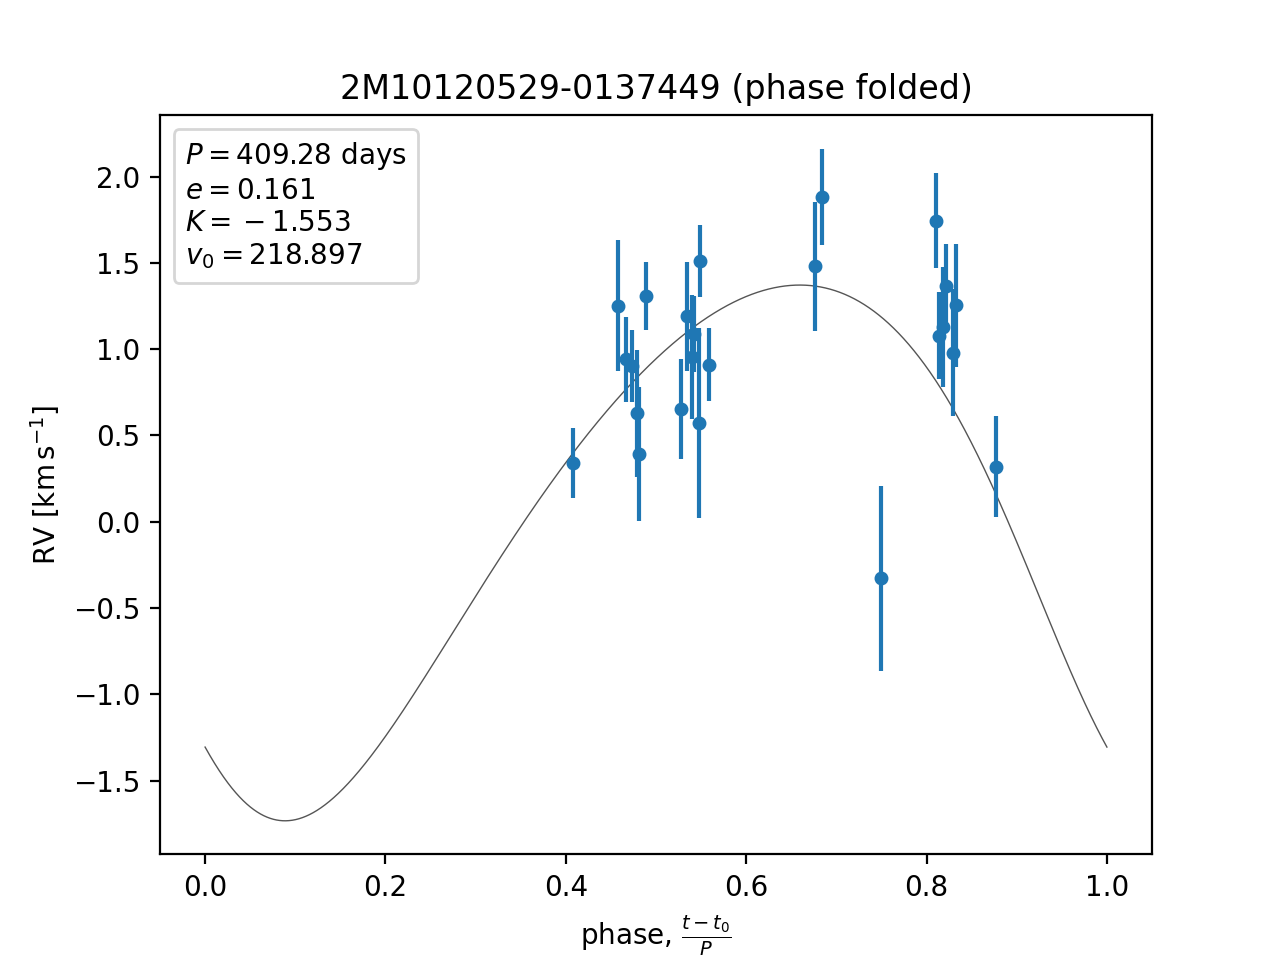 2M10120529-0137449 (phase folded)
P = 409.28 days
e = 0.161
K = −1.553
v₀ = 218.897
2.0
1.5
1.0
0.5
0.0
−0.5
−1.0
−1.5
RV [km s⁻¹]
0.0 0.2 0.4 0.6 0.8 1.0
phase, (t − t₀)/P